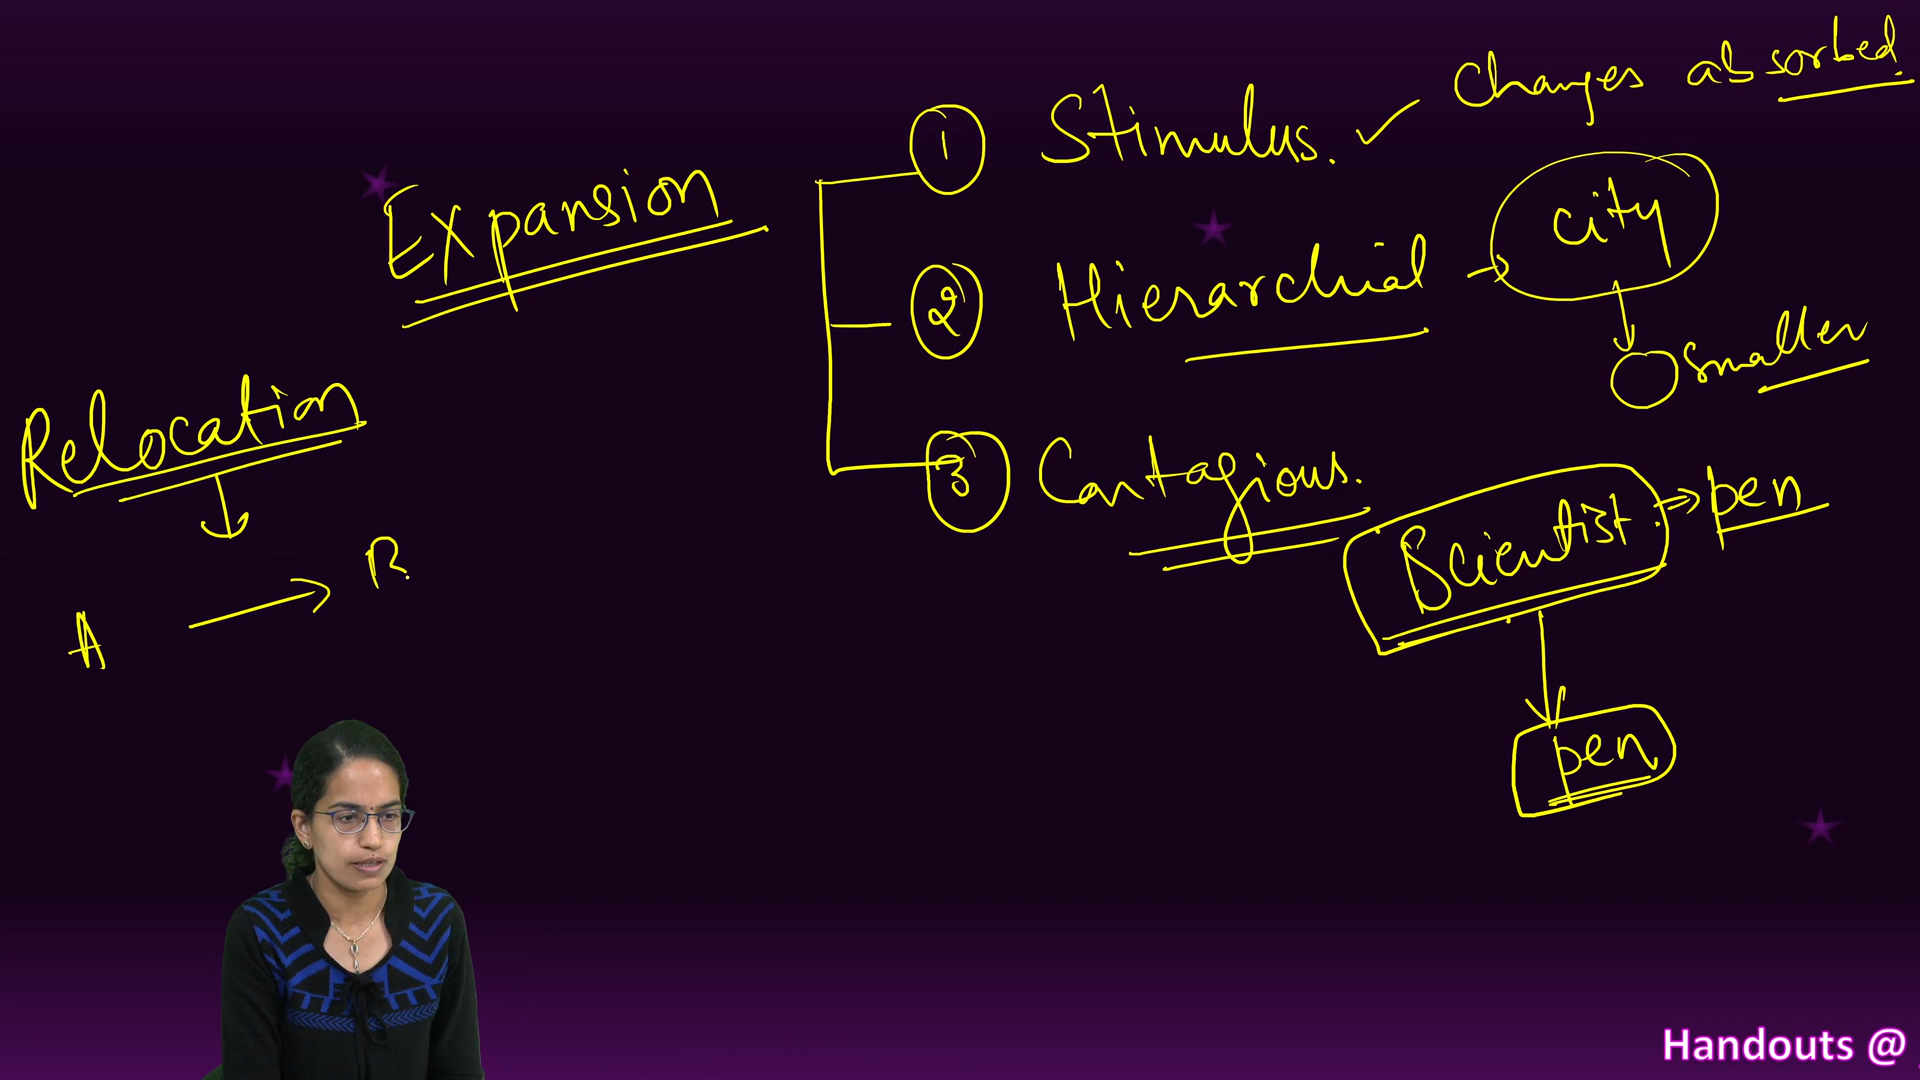 Expansion
① Stimulus. ✓ Changes absorbed.
② Hierarchial → City
smaller
③ Contagious.
Scientist → pen
pen
Relocation
A → B
Handouts @